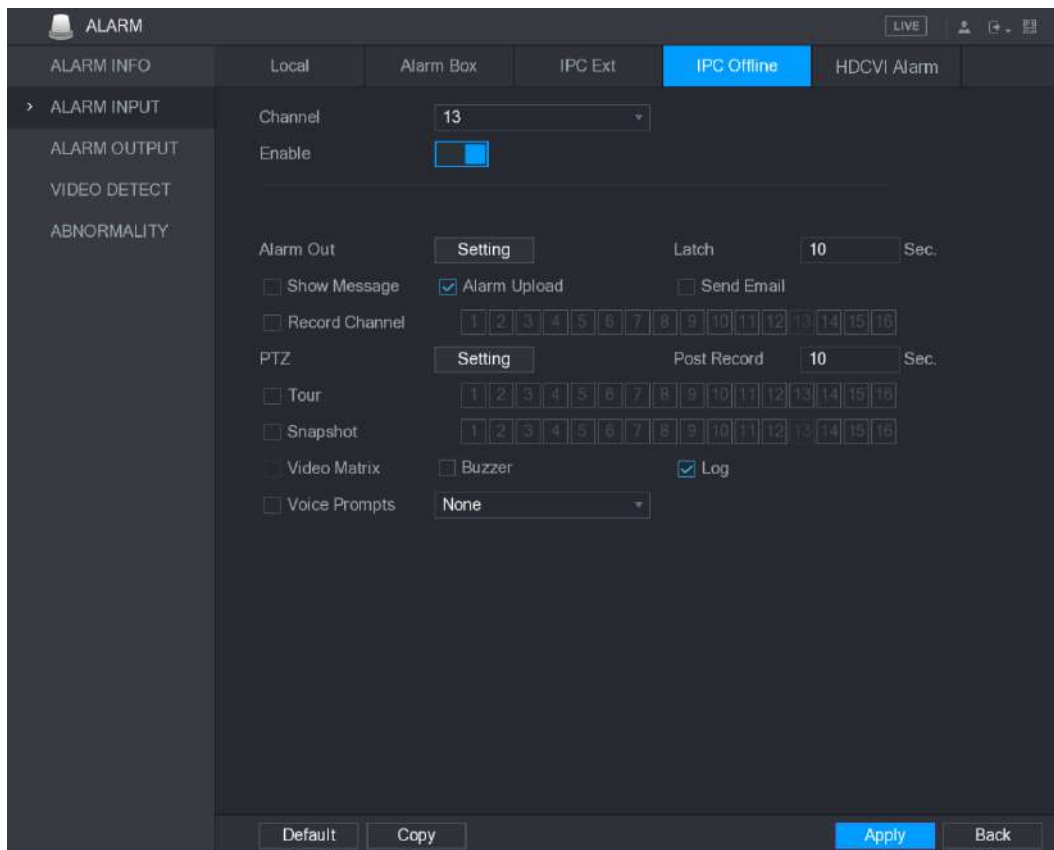 ALARM LIVE
ALARM INFO Local Alarm Box IPC Ext IPC Offline HDCVI Alarm
> ALARM INPUT Channel 13
ALARM OUTPUT Enable
VIDEO DETECT
ABNORMALITY
Alarm Out Setting Latch 10 Sec.
Show Message Alarm Upload Send Email
Record Channel 1 2 3 4 5 6 7 8 9 10 11 12 13 14 15 16
PTZ Setting Post Record 10 Sec.
Tour 1 2 3 4 5 6 7 8 9 10 11 12 13 14 15 16
Snapshot 1 2 3 4 5 6 7 8 9 10 11 12 13 14 15 16
Video Matrix Buzzer Log
Voice Prompts None
Default Copy Apply Back